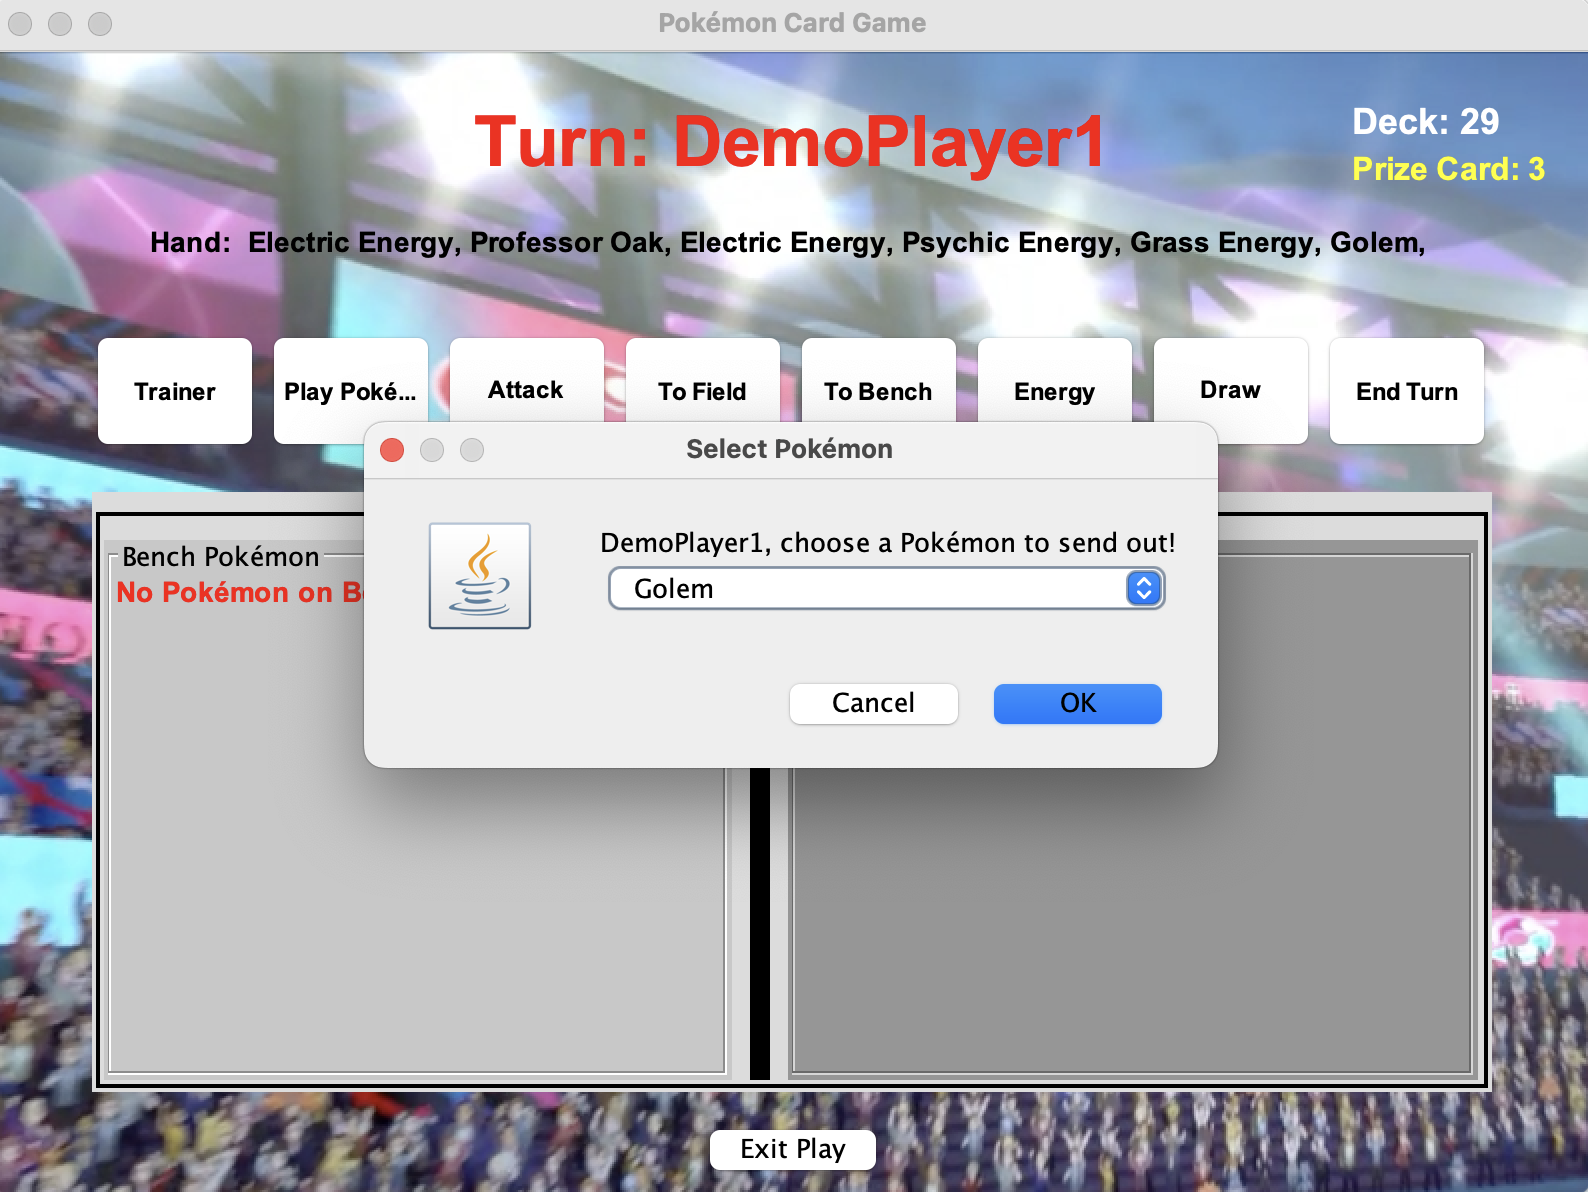 Pokémon Card Game
Turn: DemoPlayer1
Deck: 29
Prize Card: 3
Hand: Electric Energy, Professor Oak, Electric Energy, Psychic Energy, Grass Energy, Golem,
Trainer
Play Poké...
Attack
To Field
To Bench
Energy
Draw
End Turn
Select Pokémon
DemoPlayer1, choose a Pokémon to send out!
Golem
Cancel
OK
Bench Pokémon
No Pokémon on B
Exit Play